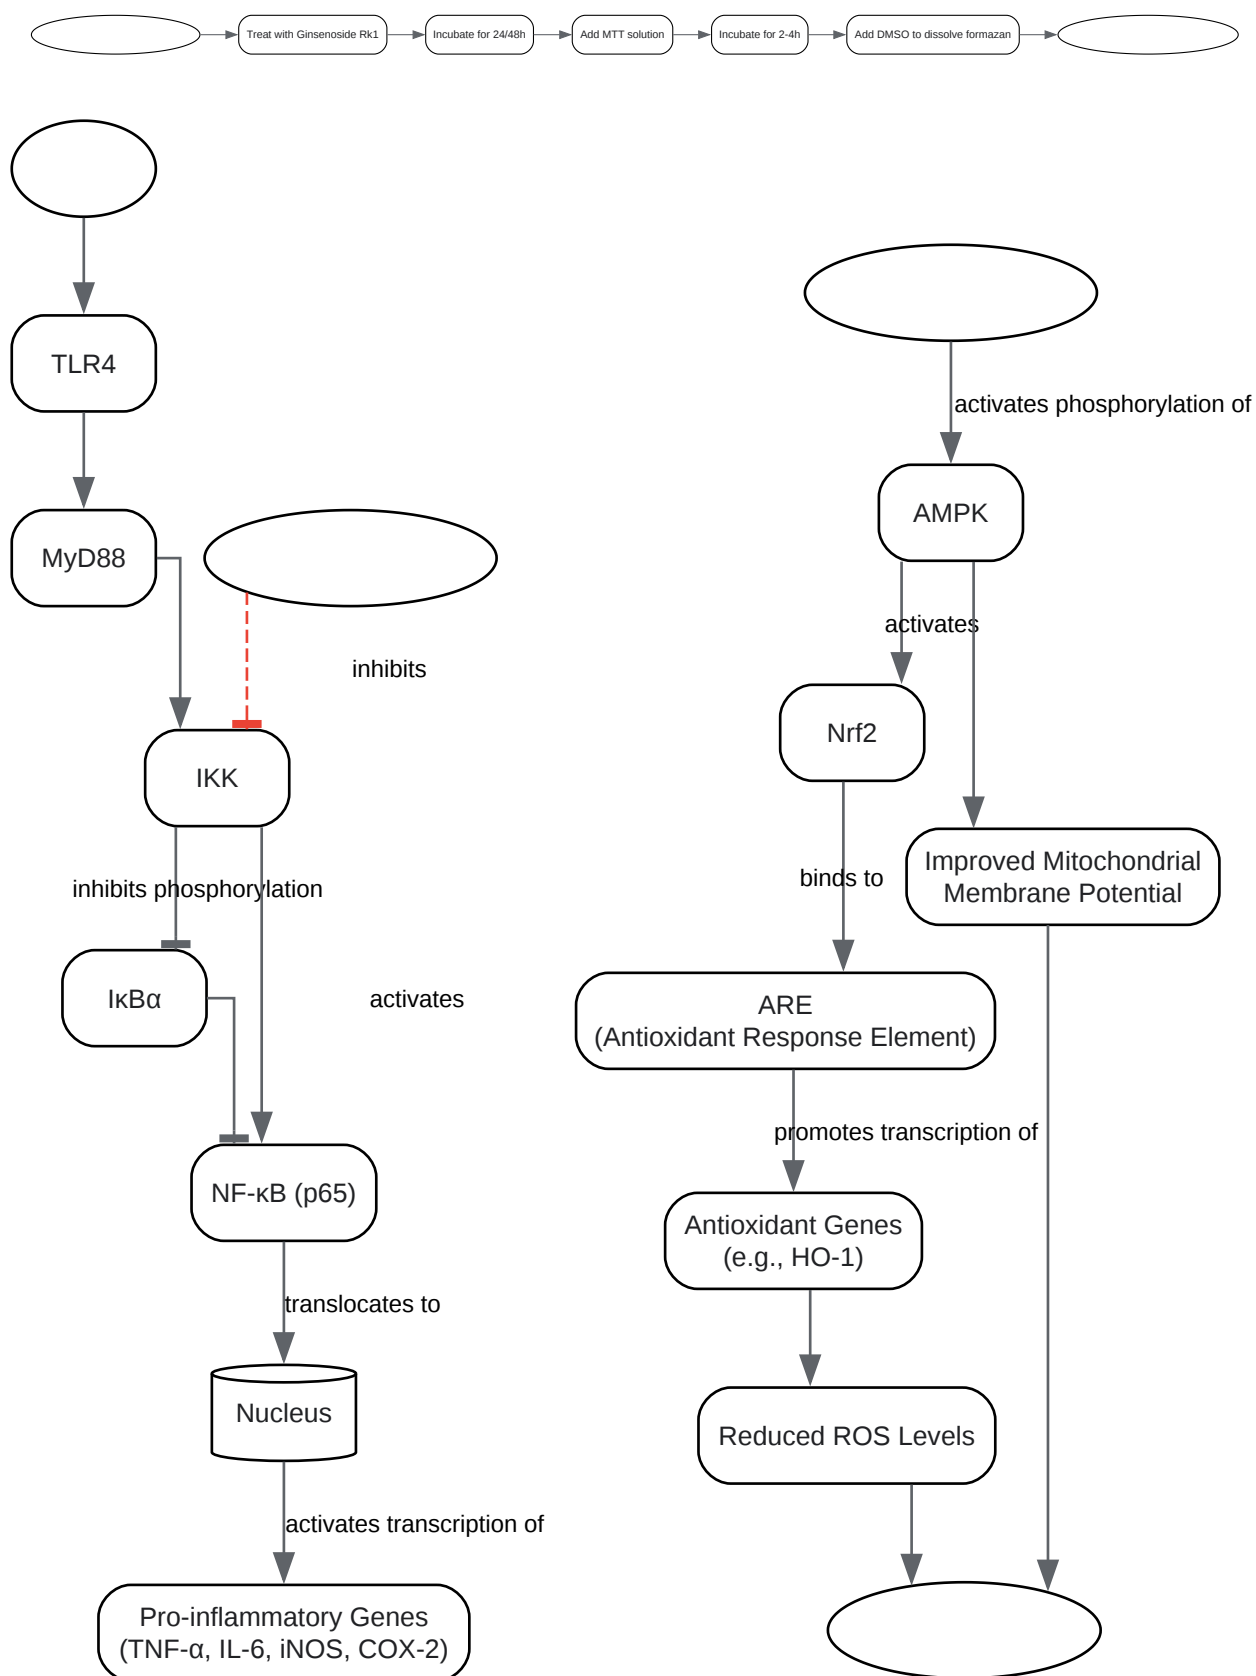 Treat with Ginsenoside Rk1
Incubate for 24/48h
Add MTT solution
Incubate for 2-4h
Add DMSO to dissolve formazan
TLR4
MyD88
inhibits
IKK
inhibits phosphorylation
IκBα
activates
NF-κB (p65)
translocates to
Nucleus
activates transcription of
Pro-inflammatory Genes
(TNF-α, IL-6, iNOS, COX-2)
activates phosphorylation of
AMPK
activates
Nrf2
Improved Mitochondrial
Membrane Potential
binds to
ARE
(Antioxidant Response Element)
promotes transcription of
Antioxidant Genes
(e.g., HO-1)
Reduced ROS Levels